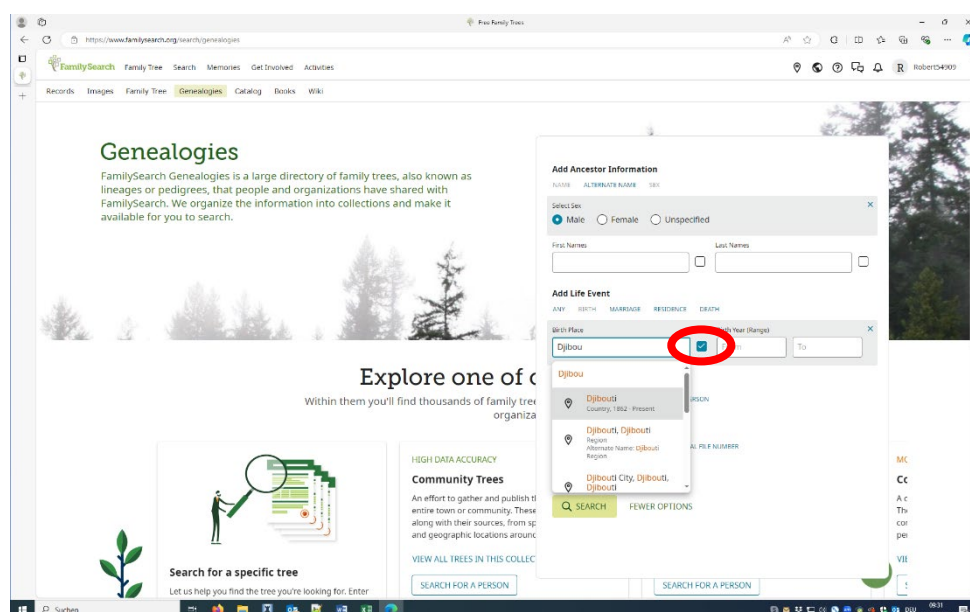 Free Family Trees
https://www.familysearch.org/search/genealogies
FamilySearch Family Tree Search Memories Get Involved Activities
R Robert54909
Records Images Family Tree Genealogies Catalog Books Wiki
Genealogies
FamilySearch Genealogies is a large directory of family trees, also known as
lineages or pedigrees, that people and organizations have shared with
FamilySearch. We organize the information into collections and make it
available for you to search.
Add Ancestor Information
NAME ALTERNATE NAME SEX
Select Sex
Male Female Unspecified
First Names Last Names
Add Life Event
ANY BIRTH MARRIAGE RESIDENCE DEATH
Birth Place Birth Year (Range)
Djibou To
Djibou
Djibouti
Country, 1862 - Present
Djibouti, Djibouti
Region
Alternate Name: Djibouti
Region
Djibouti City, Djibouti,
Djibouti
FILE NUMBER
SEARCH FEWER OPTIONS
Explore one of
Within them you'll find thousands of family tree
HIGH DATA ACCURACY
Community Trees
An effort to gather and publish
entire town or community. These
along with their sources, from
and geographic locations
VIEW ALL TREES IN THIS
SEARCH FOR A PERSON
SEARCH FOR A PERSON
Search for a specific tree
Let us help you find the tree you're looking for. Enter
Suchen
DEU 09:31